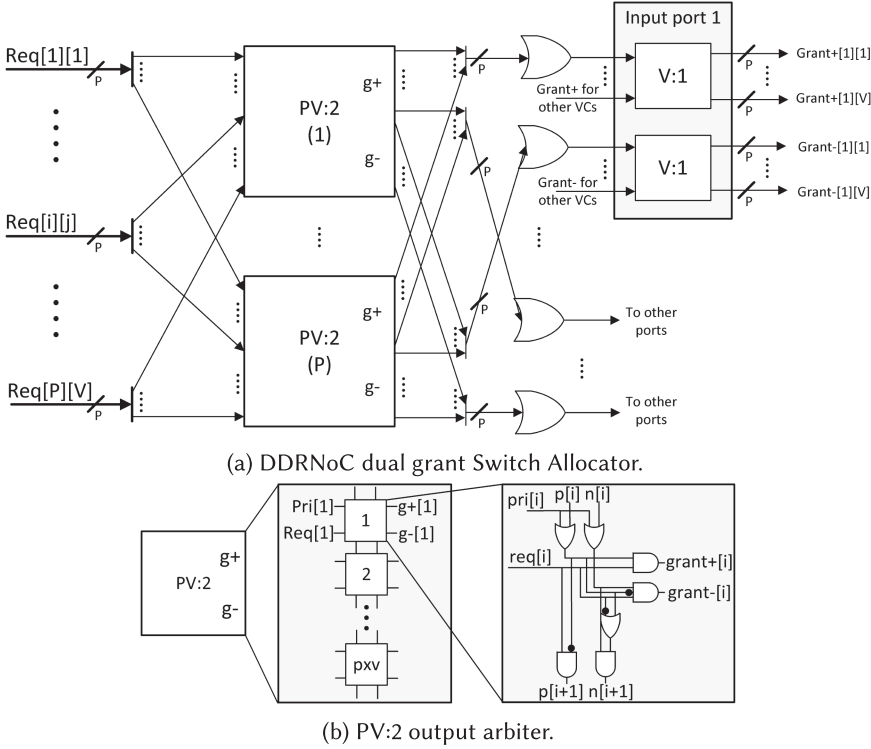 Req[1][1]
P
Req[i][j]
P
Req[P][V]
P
PV:2
(1)
g+
g-
PV:2
(P)
g+
g-
P
P
P
P
Grant+ for
other VCs
Grant- for
other VCs
Input port 1
V:1
V:1
P
Grant+[1][1]
P
Grant+[1][V]
P
Grant-[1][1]
P
Grant-[1][V]
To other
ports
To other
ports
(a) DDRNoC dual grant Switch Allocator.
PV:2
g+
g-
Pri[1]
Req[1]
1
g+[1]
g-[1]
2
pxv
p[i] n[i]
pri[i]
req[i]
grant+[i]
grant-[i]
p[i+1] n[i+1]
(b) PV:2 output arbiter.